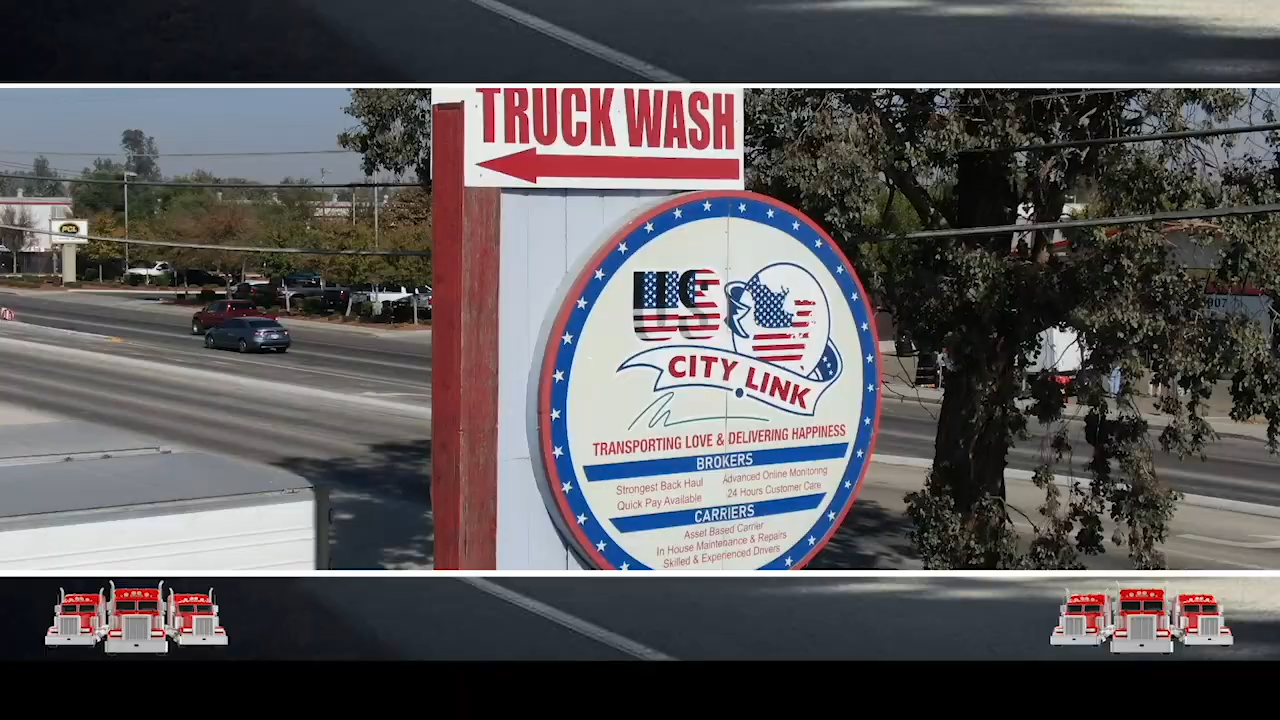 TRUCK WASH
US
CITY LINK
TRANSPORTING LOVE & DELIVERING HAPPINESS
BROKERS
Strongest Back Haul
Advanced Online Monitoring
Quick Pay Available
24 Hours Customer Care
CARRIERS
Asset Based Carrier
In House Maintenance & Repairs
Skilled & Experienced Drivers